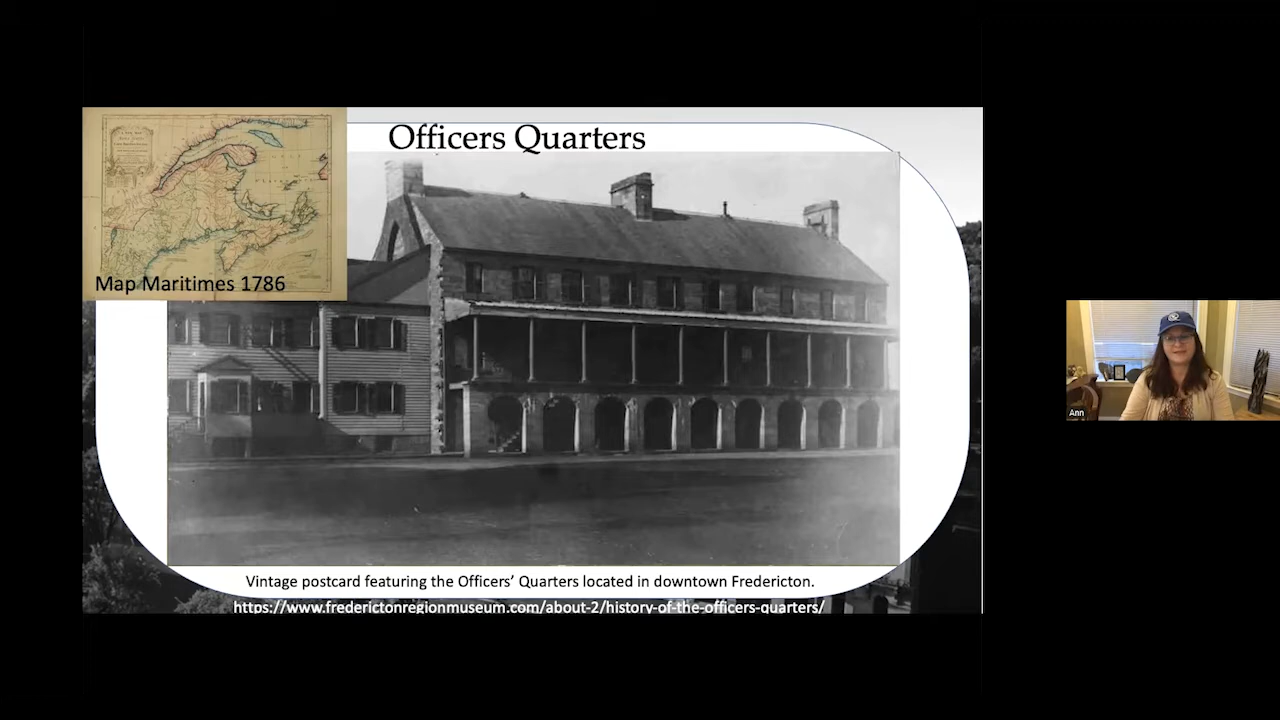 Officers Quarters
Map Maritimes 1786
Ann
Vintage postcard featuring the Officers’ Quarters located in downtown Fredericton.
https://www.frederictonregionmuseum.com/about-2/history-of-the-officers-quarters/